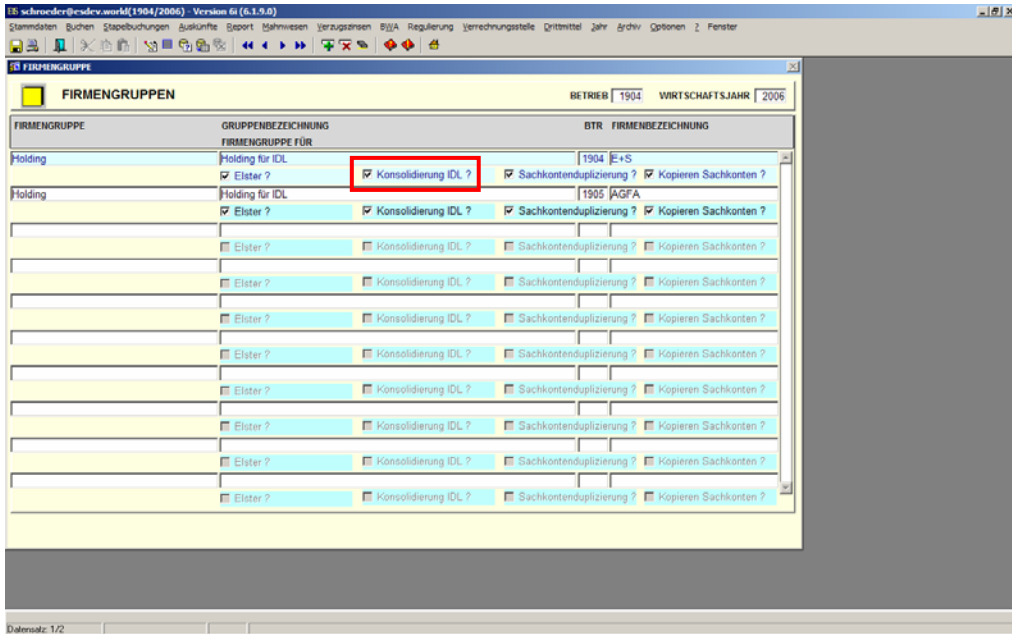 schroeder@esdev.world(1904/2006) - Version 6i (6.1.9.0)
Stammdaten Buchen Stapelbuchungen Auskünfte Report Mahnwesen Verzugszinsen BWA Regulierung Verrechnungsstelle Drittmittel Jahr Archiv Optionen ? Fenster
FIRMENGRUPPE
FIRMENGRUPPEN BETRIEB 1904 WIRTSCHAFTSJAHR 2006
FIRMENGRUPPE GRUPPENBEZEICHNUNG BTR FIRMENBEZEICHNUNG
FIRMENGRUPPE FÜR
Holding Holding für IDL 1904 E+S
Elster ? Konsolidierung IDL ? Sachkontenduplizierung ? Kopieren Sachkonten ?
Holding Holding für IDL 1905 AGFA
Elster ? Konsolidierung IDL ? Sachkontenduplizierung ? Kopieren Sachkonten ?
Elster ? Konsolidierung IDL ? Sachkontenduplizierung ? Kopieren Sachkonten ?
Elster ? Konsolidierung IDL ? Sachkontenduplizierung ? Kopieren Sachkonten ?
Elster ? Konsolidierung IDL ? Sachkontenduplizierung ? Kopieren Sachkonten ?
Elster ? Konsolidierung IDL ? Sachkontenduplizierung ? Kopieren Sachkonten ?
Elster ? Konsolidierung IDL ? Sachkontenduplizierung ? Kopieren Sachkonten ?
Elster ? Konsolidierung IDL ? Sachkontenduplizierung ? Kopieren Sachkonten ?
Elster ? Konsolidierung IDL ? Sachkontenduplizierung ? Kopieren Sachkonten ?
Elster ? Konsolidierung IDL ? Sachkontenduplizierung ? Kopieren Sachkonten ?
Datensatz: 1/2